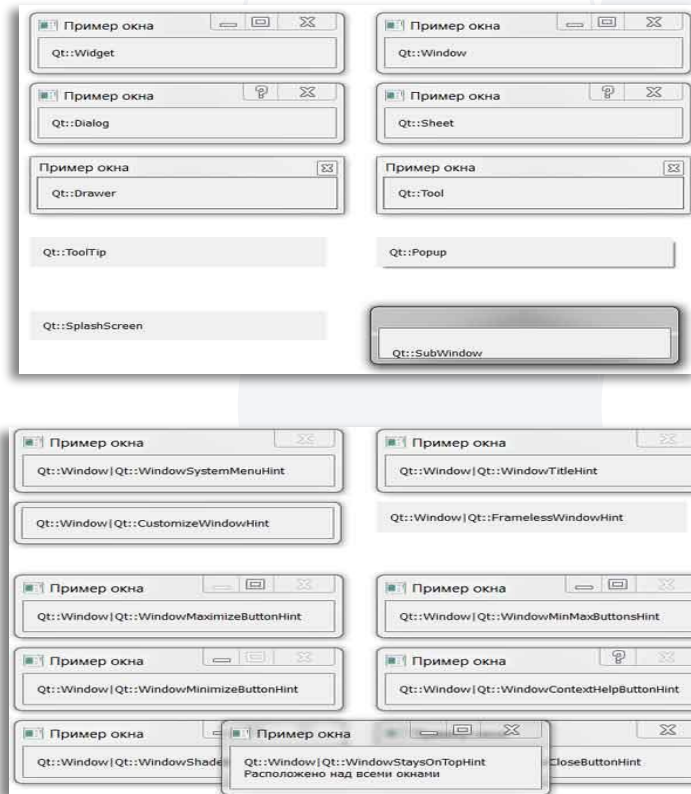 Пример окна
Qt::Widget
Пример окна
Qt::Window
Пример окна
Qt::Dialog
Пример окна
Qt::Sheet
Пример окна
Qt::Drawer
Пример окна
Qt::Tool
Qt::ToolTip
Qt::Popup
Qt::SplashScreen
Qt::SubWindow
Пример окна
Qt::Window|Qt::WindowSystemMenuHint
Пример окна
Qt::Window|Qt::WindowTitleHint
Qt::Window|Qt::CustomizeWindowHint
Qt::Window|Qt::FramelessWindowHint
Пример окна
Qt::Window|Qt::WindowMaximizeButtonHint
Пример окна
Qt::Window|Qt::WindowMinMaxButtonsHint
Пример окна
Qt::Window|Qt::WindowMinimizeButtonHint
Пример окна
Qt::Window|Qt::WindowContextHelpButtonHint
Пример окна
Qt::Window|Qt::WindowShade
Пример окна
Qt::Window|Qt::WindowStaysOnTopHint
Расположено над всеми окнами
CloseButtonHint